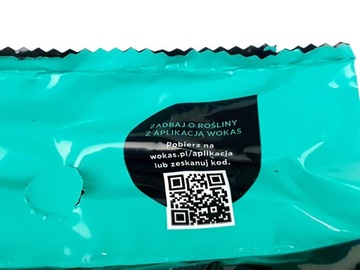 ZADBAJ O ROŚLINY
Z APLIKACJĄ WOKAS
Pobierz na
wokas.pl/aplikacja
lub zeskanuj kod.